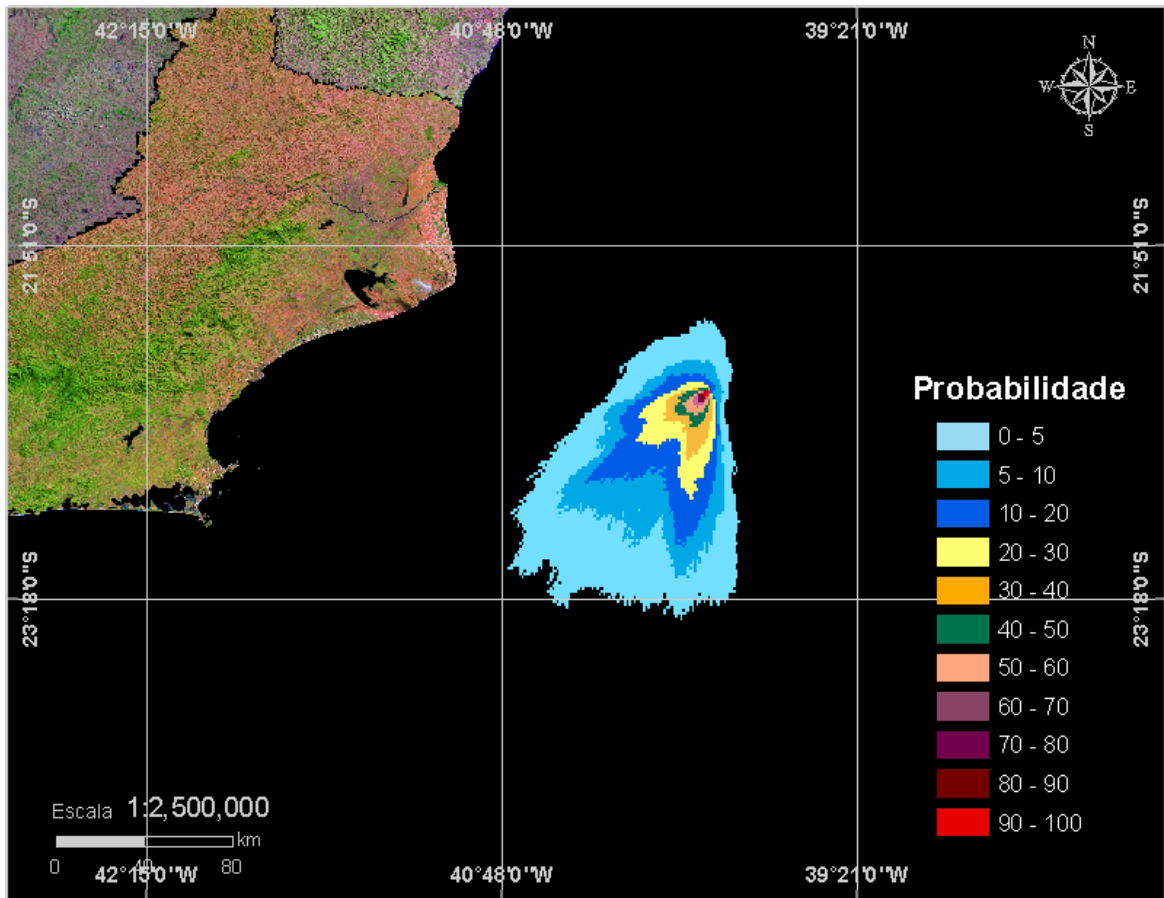 42°15'0"W 40°48'0"W 39°21'0"W
N
W E
S
21°51'0"S 21°51'0"S
Probabilidade
0 - 5
5 - 10
10 - 20
20 - 30
30 - 40
40 - 50
50 - 60
60 - 70
70 - 80
80 - 90
90 - 100
23°18'0"S 23°18'0"S
Escala 1:2,500,000
km
0 40 80
42°15'0"W 40°48'0"W 39°21'0"W